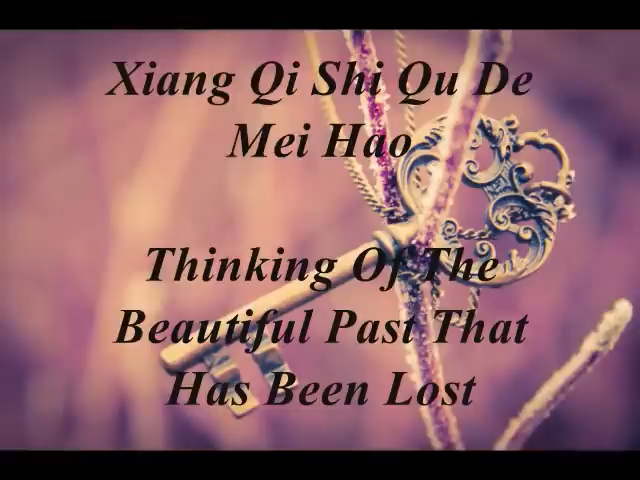 Xiang Qi Shi Qu De
Mei Hao
Thinking Of The
Beautiful Past That
Has Been Lost